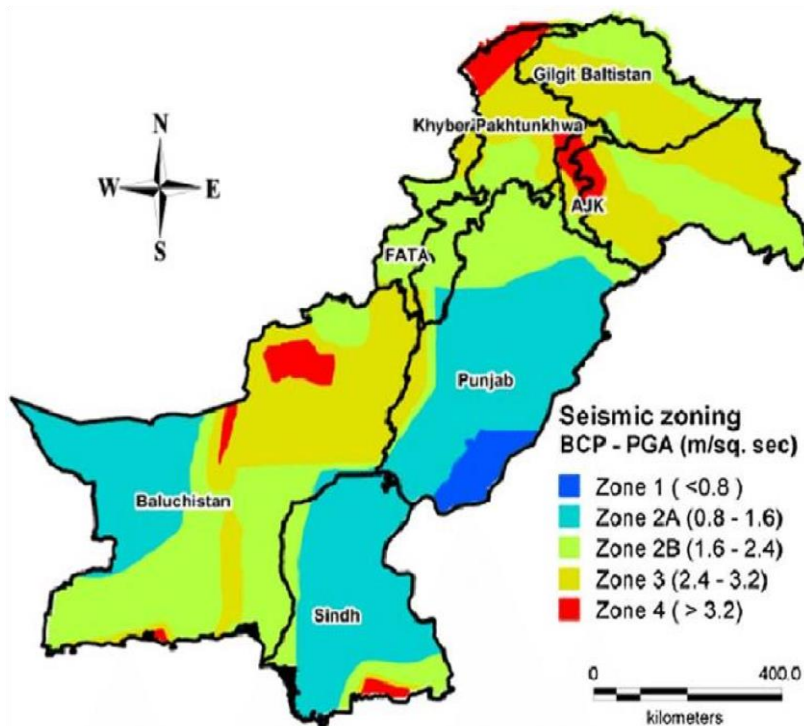 Gilgit Baltistan
Khyber Pakhtunkhwa
N
W E
S
AJK
FATA
Punjab
Seismic zoning
BCP - PGA (m/sq. sec)
Zone 1 ( <0.8 )
Zone 2A (0.8 - 1.6)
Zone 2B (1.6 - 2.4)
Zone 3 (2.4 - 3.2)
Zone 4 ( > 3.2)
Baluchistan
Sindh
0 400.0
kilometers